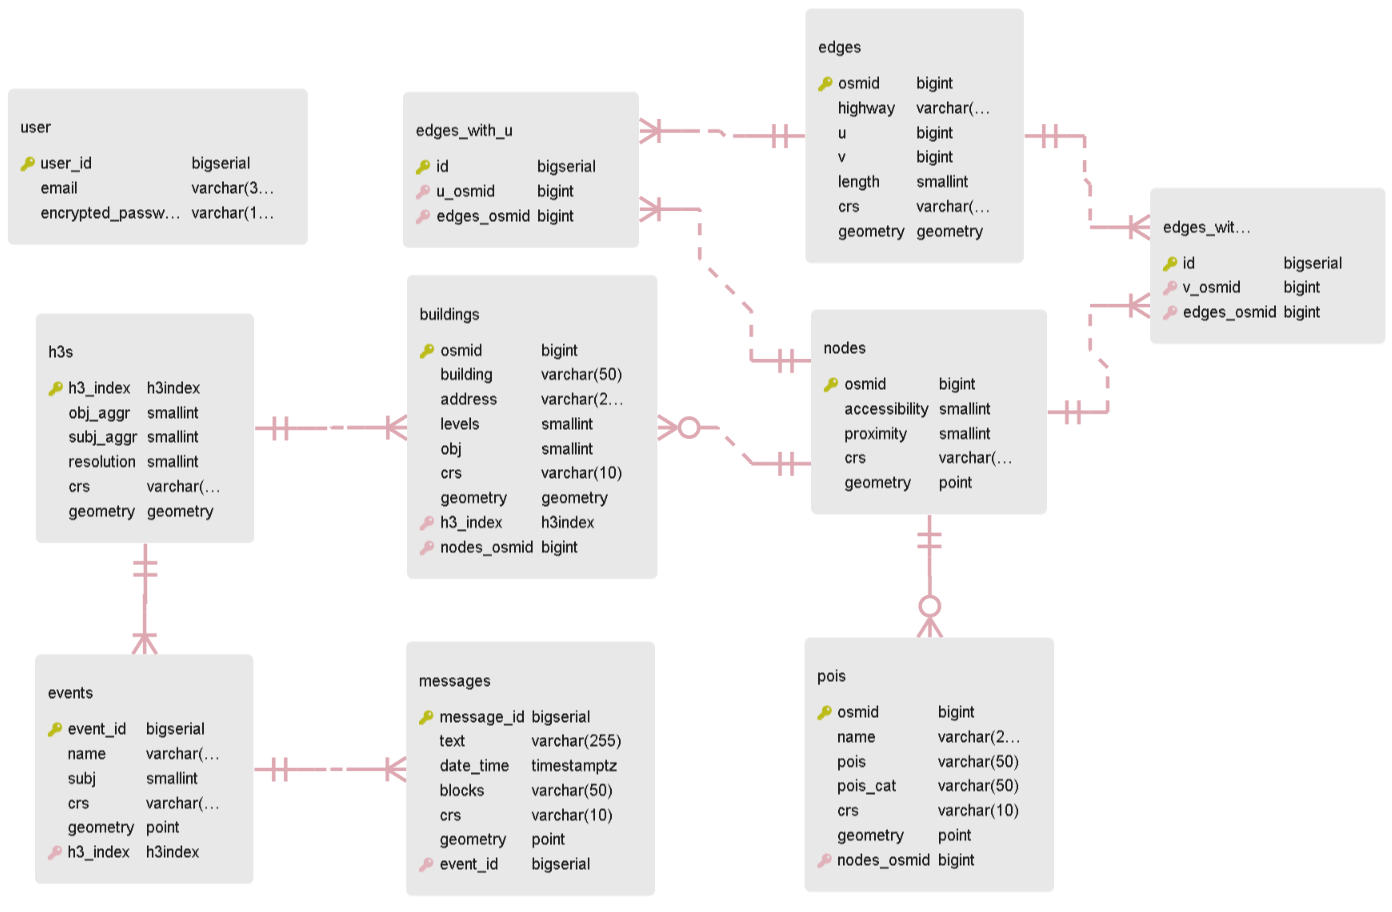 user
user_id bigserial
email varchar(3...
encrypted_passw... varchar(1...
edges_with_u
id bigserial
u_osmid bigint
edges_osmid bigint
edges
osmid bigint
highway varchar(...
u bigint
v bigint
length smallint
crs varchar(...
geometry geometry
edges_wit...
id bigserial
v_osmid bigint
edges_osmid bigint
h3s
h3_index h3index
obj_aggr smallint
subj_aggr smallint
resolution smallint
crs varchar(...
geometry geometry
buildings
osmid bigint
building varchar(50)
address varchar(2...
levels smallint
obj smallint
crs varchar(10)
geometry geometry
h3_index h3index
nodes_osmid bigint
nodes
osmid bigint
accessibility smallint
proximity smallint
crs varchar(...
geometry point
events
event_id bigserial
name varchar(...
subj smallint
crs varchar(...
geometry point
h3_index h3index
messages
message_id bigserial
text varchar(255)
date_time timestamptz
blocks varchar(50)
crs varchar(10)
geometry point
event_id bigserial
pois
osmid bigint
name varchar(2...
pois varchar(50)
pois_cat varchar(50)
crs varchar(10)
geometry point
nodes_osmid bigint